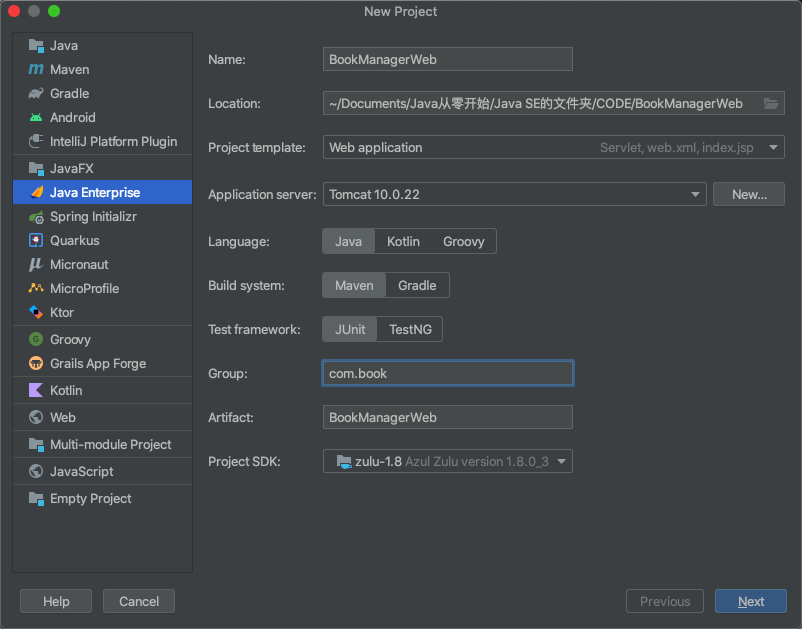 New Project
Java
Maven
Gradle
Android
IntelliJ Platform Plugin
JavaFX
Java Enterprise
Spring Initializr
Quarkus
Micronaut
MicroProfile
Ktor
Groovy
Grails App Forge
Kotlin
Web
Multi-module Project
JavaScript
Empty Project
Name: BookManagerWeb
Location: ~/Documents/Java从零开始/Java SE的文件夹/CODE/BookManagerWeb
Project template: Web application Servlet, web.xml, index.jsp
Application server: Tomcat 10.0.22 New...
Language: Java Kotlin Groovy
Build system: Maven Gradle
Test framework: JUnit TestNG
Group: com.book
Artifact: BookManagerWeb
Project SDK: zulu-1.8 Azul Zulu version 1.8.0_3
Help Cancel Previous Next